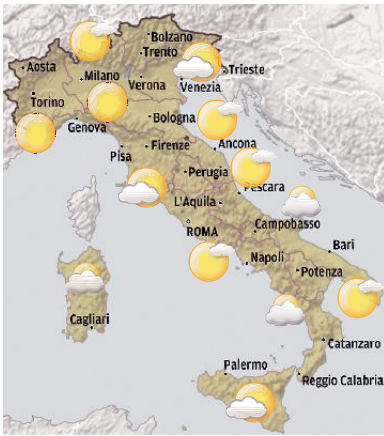 Bolzano
Trento
Aosta
Milano
Verona
Venezia
Trieste
Torino
Genova
Bologna
Pisa
Firenze
Ancona
Perugia
Pescara
L'Aquila
ROMA
Campobasso
Bari
Napoli
Potenza
Cagliari
Catanzaro
Palermo
Reggio Calabria